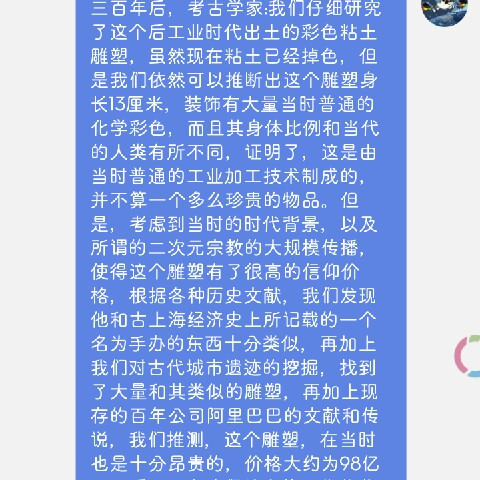 三百年后，考古学家:我们仔细研究
了这个后工业时代出土的彩色粘土
雕塑，虽然现在粘土已经掉色，但
是我们依然可以推断出这个雕塑身
长13厘米，装饰有大量当时普通的
化学彩色，而且其身体比例和当代
的人类有所不同，证明了，这是由
当时普通的工业加工技术制成的，
并不算一个多么珍贵的物品。但
是，考虑到当时的时代背景，以及
所谓的二次元宗教的大规模传播，
使得这个雕塑有了很高的信仰价
格，根据各种历史文献，我们发现
他和古上海经济史上所记载的一个
名为手办的东西十分类似，再加上
我们对古代城市遗迹的挖掘，找到
了大量和其类似的雕塑，再加上现
存的百年公司阿里巴巴的文献和传
说，我们推测，这个雕塑，在当时
也是十分昂贵的，价格大约为98亿